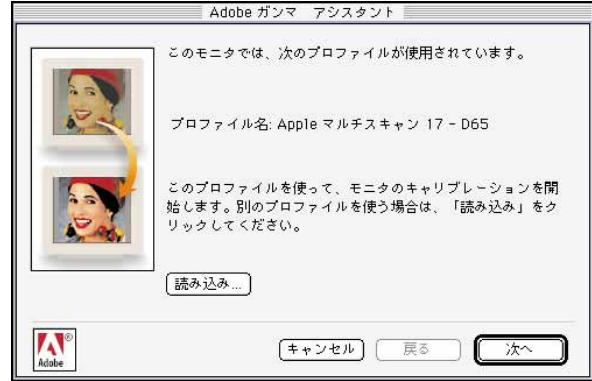 Adobe ガンマ アシスタント
このモニタでは、次のプロファイルが使用されています。
プロファイル名: Apple マルチスキャン 17 - D65
このプロファイルを使って、モニタのキャリブレーションを開
始します。別のプロファイルを使う場合は、「読み込み」をク
リックしてください。
読み込み...
Adobe
キャンセル 戻る 次へ